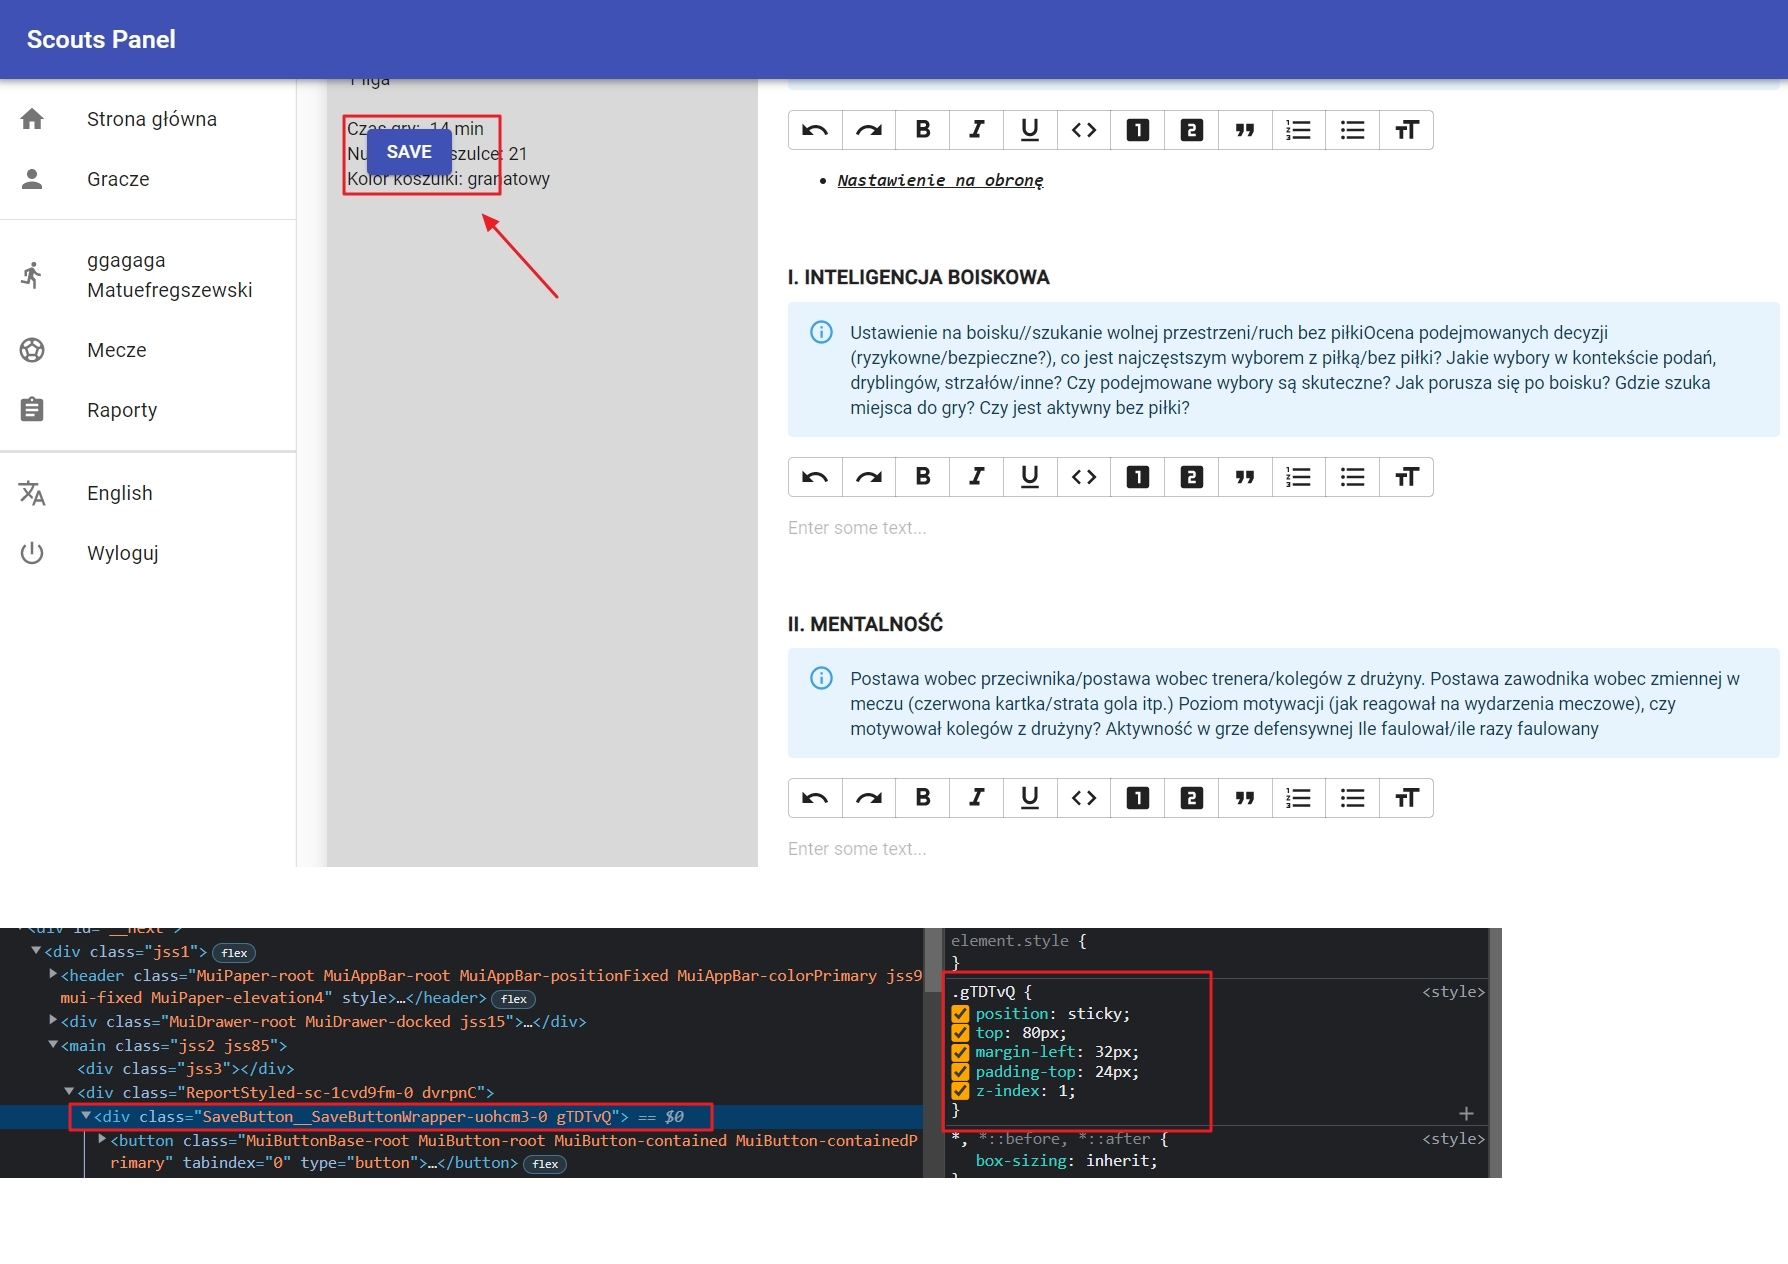 Scouts Panel
Strona główna
Gracze
ggagaga
Matuefregszewski
Mecze
Raporty
English
Wyloguj
1 liga
Czas gry: 14 min
SAVE
szulce: 21
Kolor koszulki: granatowy
Nastawienie na obronę
I. INTELIGENCJA BOISKOWA
Ustawienie na boisku//szukanie wolnej przestrzeni/ruch bez piłkiOcena podejmowanych decyzji
(ryzykowne/bezpieczne?), co jest najczęstszym wyborem z piłką/bez piłki? Jakie wybory w kontekście podań,
dryblingów, strzałów/inne? Czy podejmowane wybory są skuteczne? Jak porusza się po boisku? Gdzie szuka
miejsca do gry? Czy jest aktywny bez piłki?
Enter some text...
II. MENTALNOŚĆ
Postawa wobec przeciwnika/postawa wobec trenera/kolegów z drużyny. Postawa zawodnika wobec zmiennej w
meczu (czerwona kartka/strata gola itp.) Poziom motywacji (jak reagował na wydarzenia meczowe), czy
motywował kolegów z drużyny? Aktywność w grze defensywnej Ile faulował/ile razy faulowany
Enter some text...
<div id="__next">
<div class="jss1"> flex
<header class="MuiPaper-root MuiAppBar-root MuiAppBar-positionFixed MuiAppBar-colorPrimary jss9
mui-fixed MuiPaper-elevation4" style>…</header> flex
<div class="MuiDrawer-root MuiDrawer-docked jss15">…</div>
<main class="jss2 jss85">
<div class="jss3"></div>
<div class="ReportStyled-sc-1cvd9fm-0 dvrpnC">
<div class="SaveButton__SaveButtonWrapper-uohcm3-0 gTDTvQ"> == $0
<button class="MuiButtonBase-root MuiButton-root MuiButton-contained MuiButton-containedP
rimary" tabindex="0" type="button">…</button> flex
element.style {
}
.gTDTvQ { <style>
position: sticky;
top: 80px;
margin-left: 32px;
padding-top: 24px;
z-index: 1;
}
*, *::before, *::after { <style>
box-sizing: inherit;